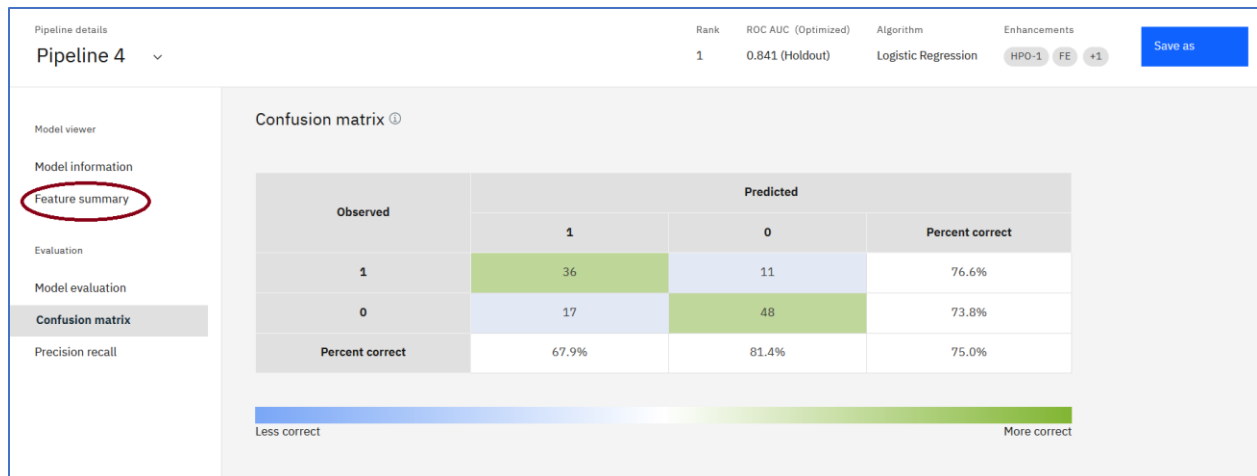 Pipeline details
Pipeline 4
Rank ROC AUC (Optimized) Algorithm Enhancements
1 0.841 (Holdout) Logistic Regression HPO-1 FE +1
Save as
Model viewer
Model information
Feature summary
Evaluation
Model evaluation
Confusion matrix
Precision recall
Confusion matrix
Observed Predicted
1 0 Percent correct
1 36 11 76.6%
0 17 48 73.8%
Percent correct 67.9% 81.4% 75.0%
Less correct More correct